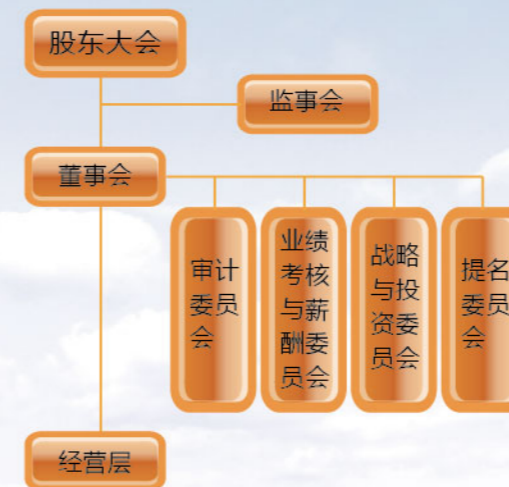 股东大会
监事会
董事会
审计
委员
会
业绩
考核
与薪
酬委
员会
战略
与投
资委
员会
提名
委员
会
经营层